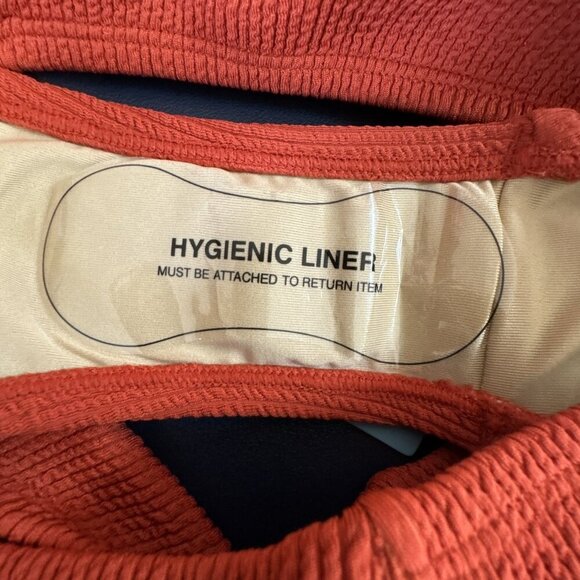 HYGIENIC LINER
MUST BE ATTACHED TO RETURN ITEM